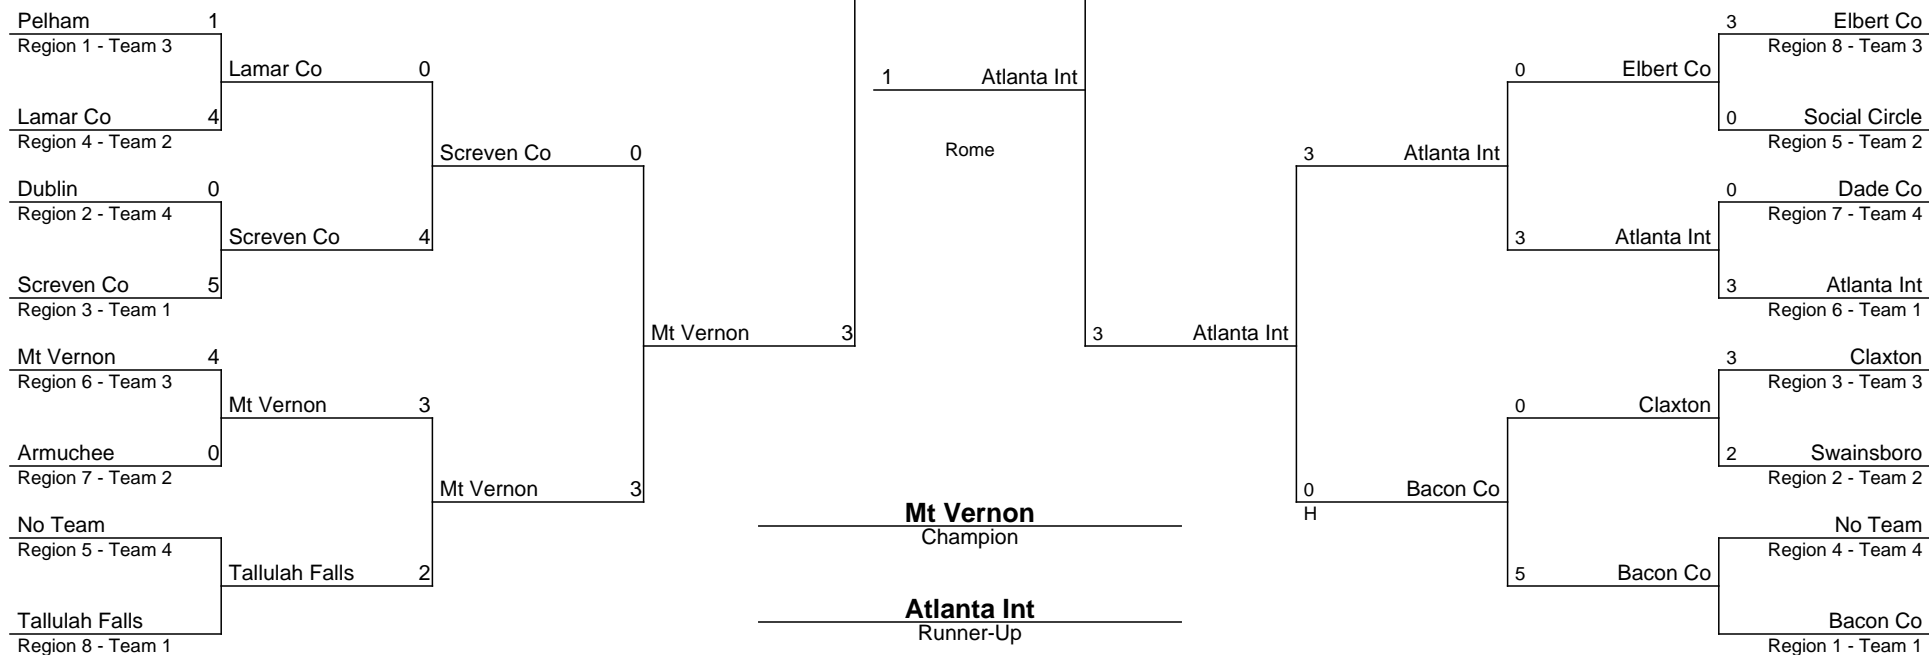 Pelham 1
Region 1 - Team 3
Lamar Co 0
Lamar Co 4
Region 4 - Team 2
Screven Co 0
Dublin 0
Region 2 - Team 4
Screven Co 4
Screven Co 5
Region 3 - Team 1
Mt Vernon 3
Mt Vernon 4
Region 6 - Team 3
Mt Vernon 3
Armuchee 0
Region 7 - Team 2
Mt Vernon 3
No Team
Region 5 - Team 4
Tallulah Falls 2
Tallulah Falls
Region 8 - Team 1
1 Atlanta Int
Rome
Mt Vernon
Champion
Atlanta Int
Runner-Up
3 Elbert Co
Region 8 - Team 3
0 Elbert Co
0 Social Circle
Region 5 - Team 2
3 Atlanta Int
0 Dade Co
Region 7 - Team 4
3 Atlanta Int
3 Atlanta Int
Region 6 - Team 1
3 Atlanta Int
3 Claxton
Region 3 - Team 3
0 Claxton
2 Swainsboro
Region 2 - Team 2
0 Bacon Co
H
No Team
Region 4 - Team 4
5 Bacon Co
Bacon Co
Region 1 - Team 1